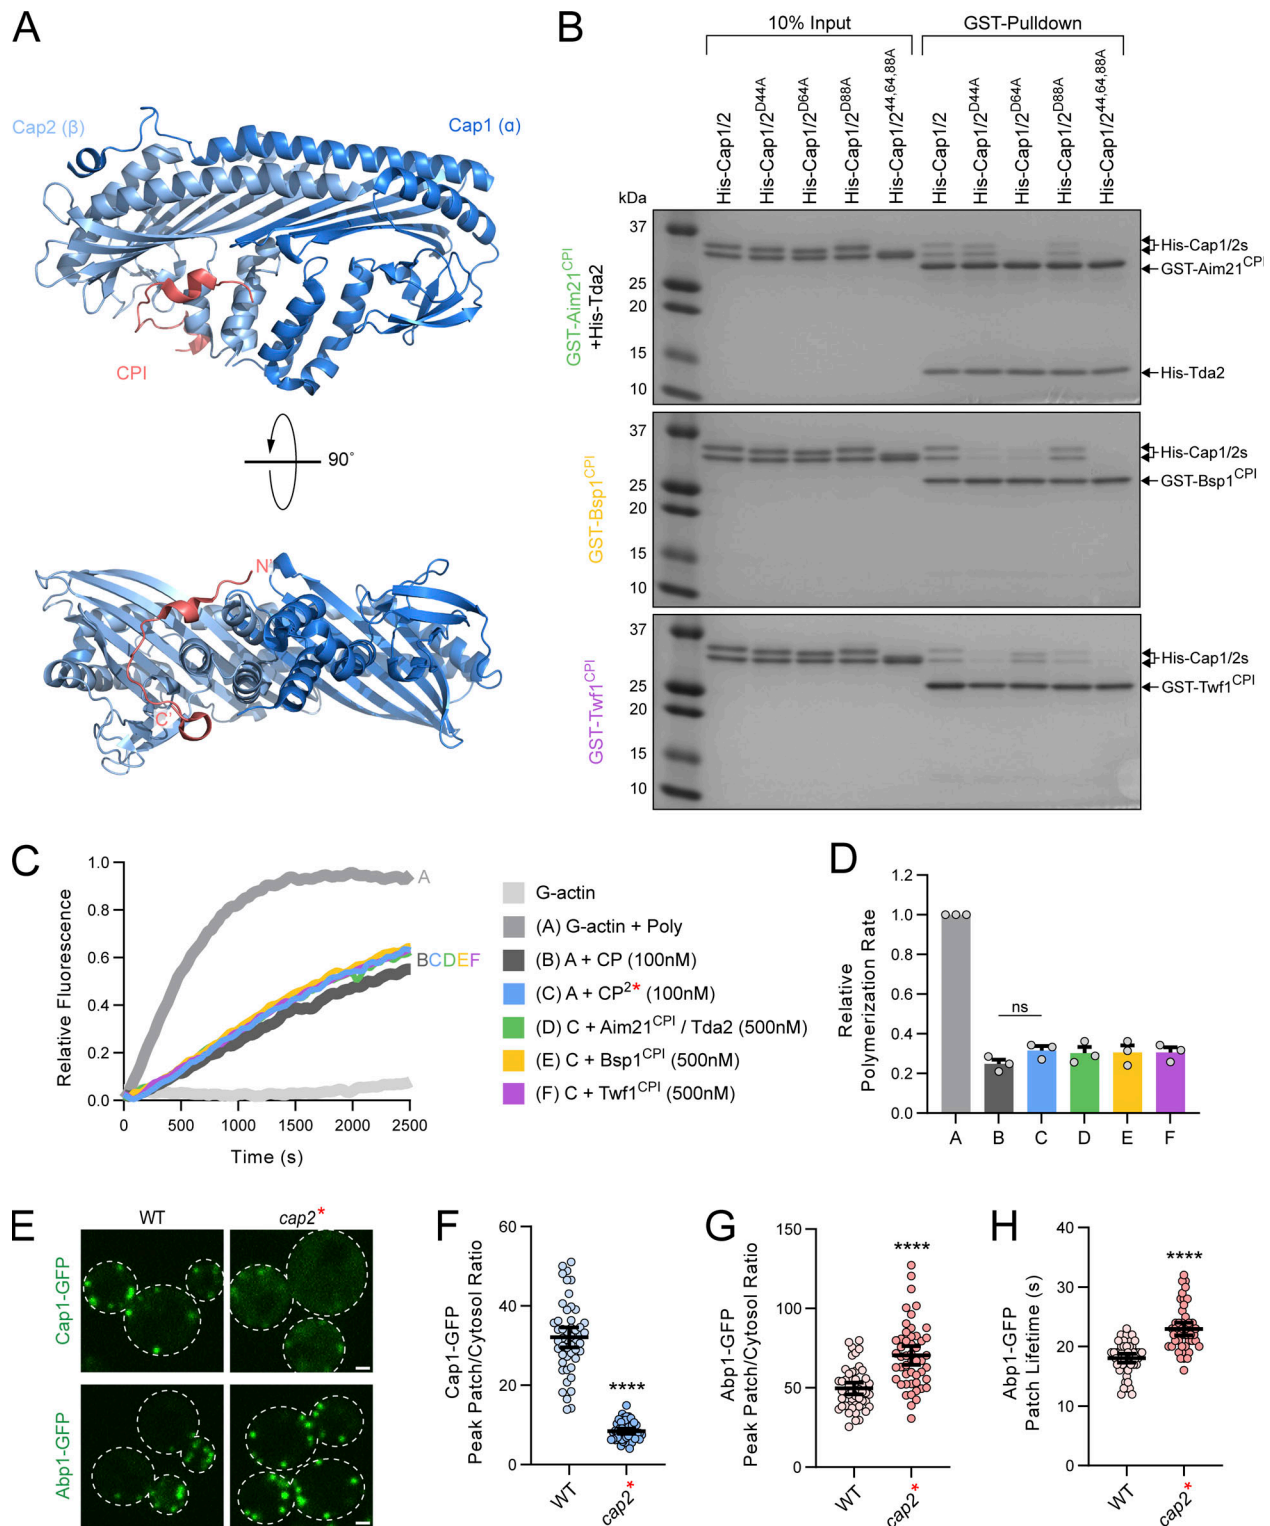 A
Cap2 (β)
Cap1 (α)
CPI
90°
N'
C'
B
10% Input
GST-Pulldown
His-Cap1/2
His-Cap1/2D44A
His-Cap1/2D64A
His-Cap1/2D88A
His-Cap1/244,64,88A
His-Cap1/2
His-Cap1/2D44A
His-Cap1/2D64A
His-Cap1/2D88A
His-Cap1/244,64,88A
kDa
GST-Aim21CPI
+His-Tda2
37
25
20
15
10
His-Cap1/2s
GST-Aim21CPI
His-Tda2
GST-Bsp1CPI
37
25
20
15
10
His-Cap1/2s
GST-Bsp1CPI
GST-Twf1CPI
37
25
20
15
10
His-Cap1/2s
GST-Twf1CPI
C
Relative Fluorescence
1.0
0.8
0.6
0.4
0.2
0.0
0
500
1000
1500
2000
2500
Time (s)
A
BCDEF
G-actin
(A) G-actin + Poly
(B) A + CP (100nM)
(C) A + CP2* (100nM)
(D) C + Aim21CPI / Tda2 (500nM)
(E) C + Bsp1CPI (500nM)
(F) C + Twf1CPI (500nM)
D
Relative
Polymerization Rate
1.2
1.0
0.8
0.6
0.4
0.2
0.0
ns
A
B
C
D
E
F
E
WT
cap2*
Cap1-GFP
Abp1-GFP
F
Cap1-GFP
Peak Patch/Cytosol Ratio
60
40
20
0
****
WT
cap2*
G
Abp1-GFP
Peak Patch/Cytosol Ratio
150
100
50
0
****
WT
cap2*
H
Abp1-GFP
Patch Lifetime (s)
40
30
20
10
0
****
WT
cap2*